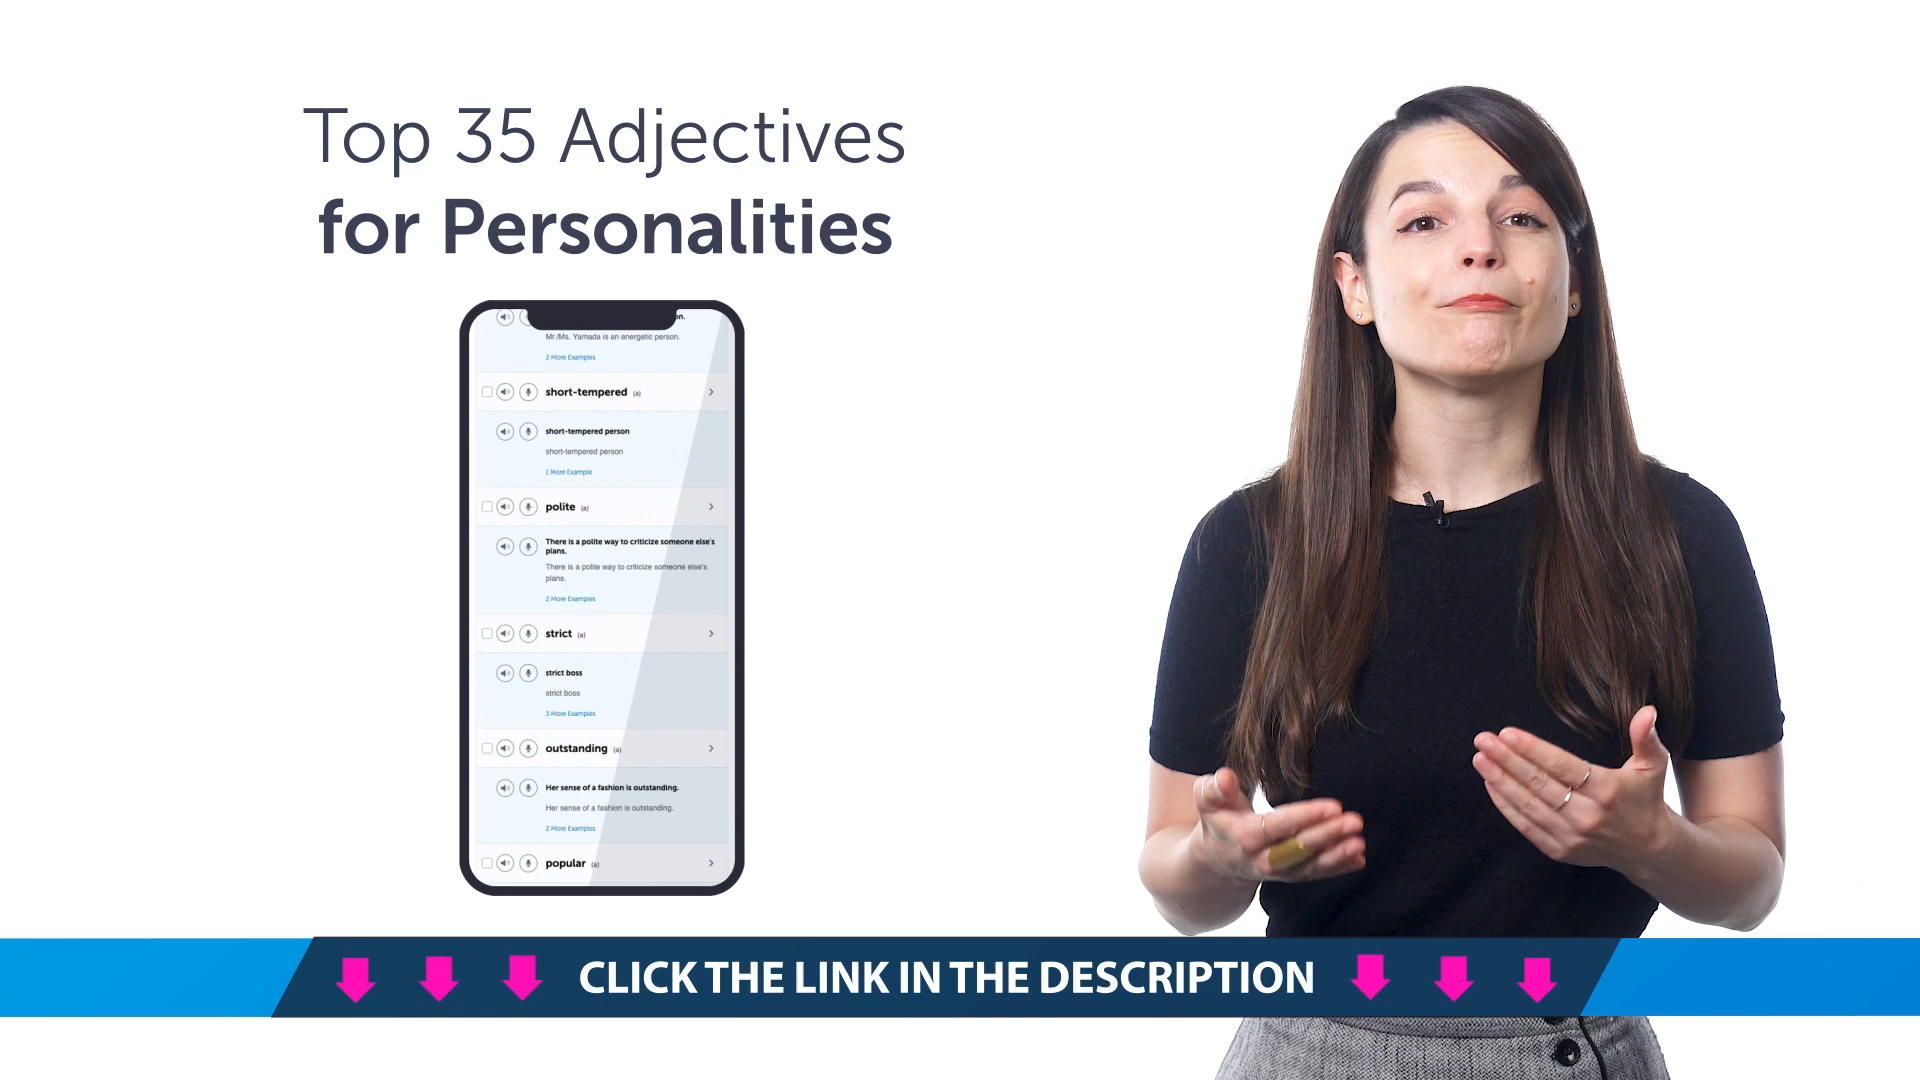 Top 35 Adjectives
for Personalities
on.
Mr./Ms. Yamada is an energetic person.
2 More Examples
short-tempered (a)
short-tempered person
short-tempered person
1 More Example
polite (a)
There is a polite way to criticize someone else's
plans.
There is a polite way to criticize someone else's
plans.
2 More Examples
strict (a)
strict boss
strict boss
3 More Examples
outstanding (a)
Her sense of a fashion is outstanding.
Her sense of a fashion is outstanding.
2 More Examples
popular (a)
CLICK THE LINK IN THE DESCRIPTION